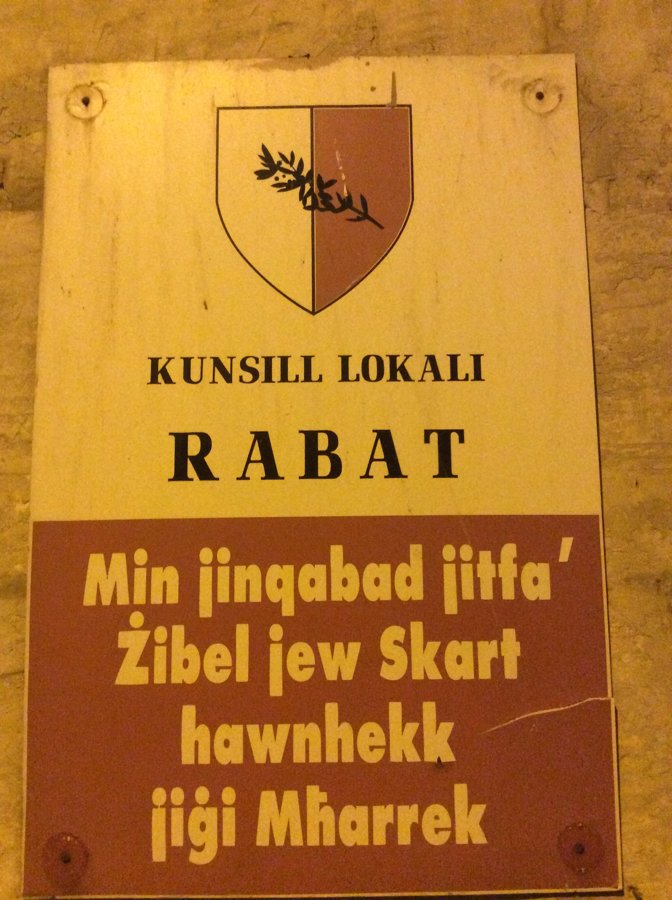 KUNSILL LOKALI
RABAT
Min jinqabad jitfa'
Żibel jew Skart
hawnhekk
jiġi Mħarrek